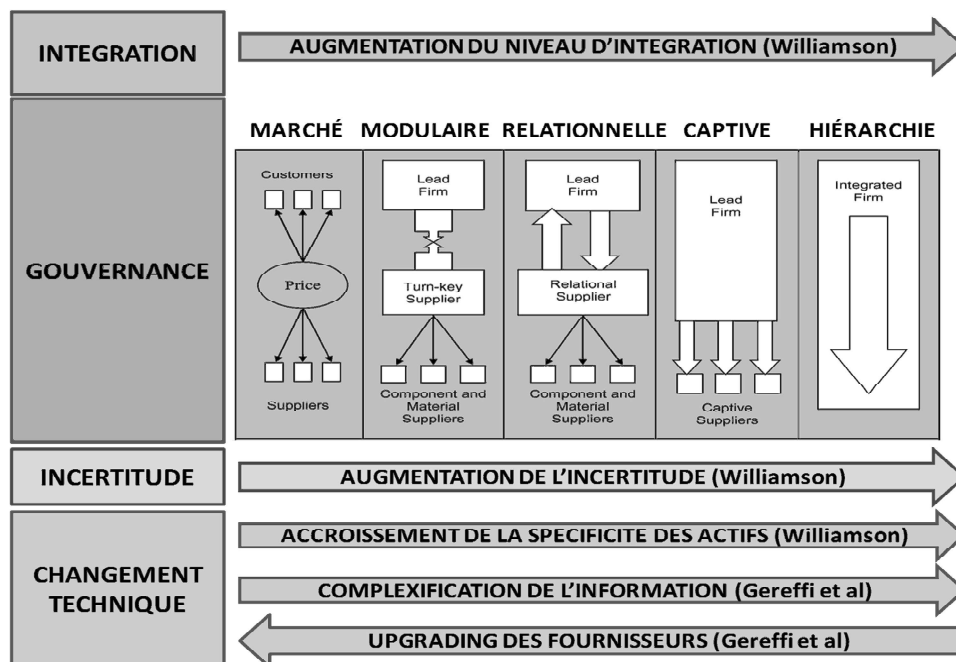 INTEGRATION
AUGMENTATION DU NIVEAU D'INTEGRATION (Williamson)
GOUVERNANCE
MARCHÉ
MODULAIRE
RELATIONNELLE
CAPTIVE
HIÉRARCHIE
Customers
Price
Suppliers
Lead
Firm
Turn-key
Supplier
Component and
Material
Suppliers
Lead
Firm
Relational
Supplier
Component and
Material
Suppliers
Lead
Firm
Captive
Suppliers
Integrated
Firm
INCERTITUDE
AUGMENTATION DE L'INCERTITUDE (Williamson)
CHANGEMENT
TECHNIQUE
ACCROISSEMENT DE LA SPECIFICITE DES ACTIFS (Williamson)
COMPLEXIFICATION DE L'INFORMATION (Gereffi et al)
UPGRADING DES FOURNISSEURS (Gereffi et al)